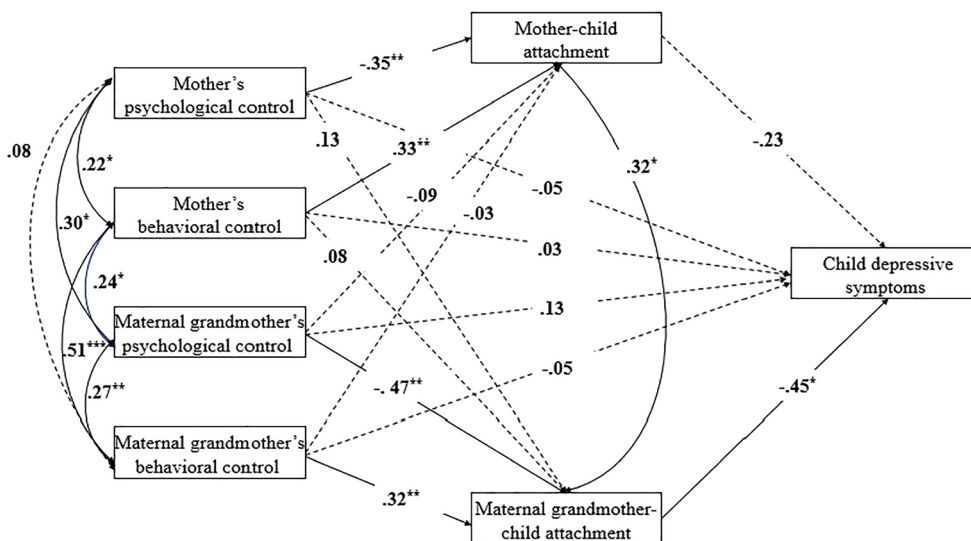 Mother-child
attachment
-.35**
Mother's
psychological control
.13
-.23
.08
.33**
.22*
.32*
-.05
-.09
Mother's
behavioral control
-.03
.30*
.03
.08
Child depressive
symptoms
.24*
.13
Maternal grandmother's
psychological control
.51***
-.05
.27**
-. 47**
-.45*
Maternal grandmother's
behavioral control
.32**
Maternal grandmother-
child attachment